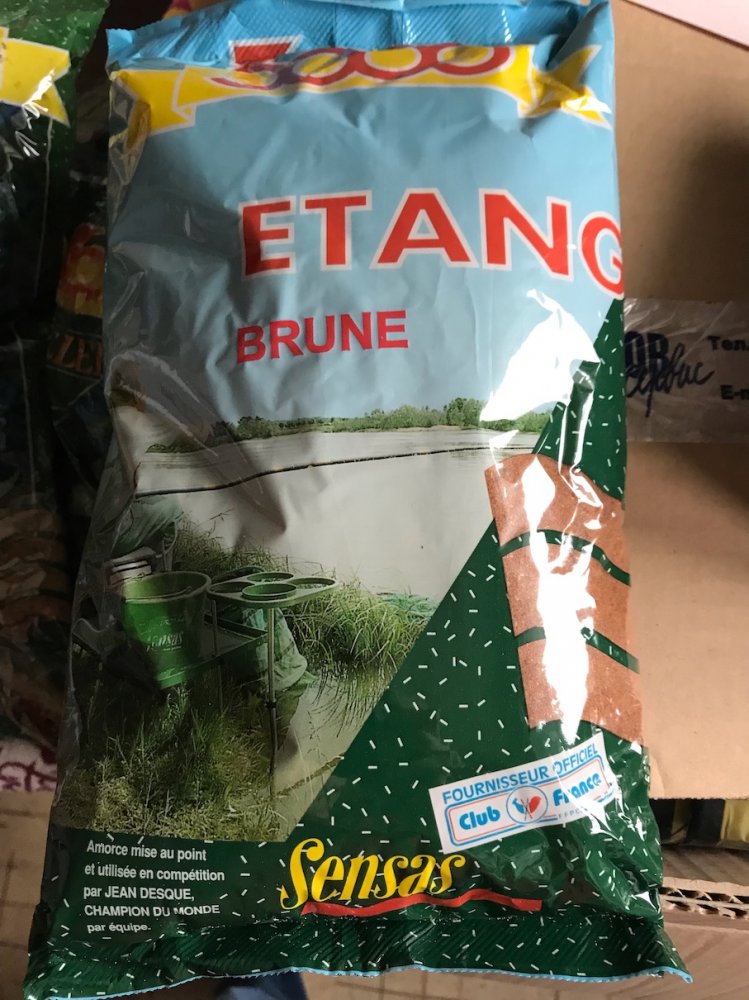 3000
ETANG
BRUNE
Тел.
FOURNISSEUR OFFICIEL
Club France
Amorce mise au point
et utilisée en compétition
par JEAN DESQUE,
CHAMPION DU MONDE
par équipe.
Sensas